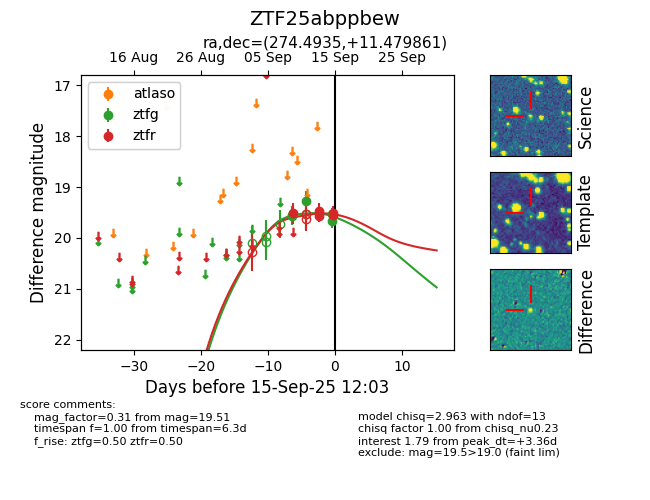 ZTF25abppbew
ra,dec=(274.4935,+11.479861)
16 Aug 26 Aug 05 Sep 15 Sep 25 Sep
17
18
19
20
21
22
Difference magnitude
atlaso
ztfg
ztfr
−30 −20 −10 0 10
Days before 15-Sep-25 12:03
Science
Template
Difference
score comments:
mag_factor=0.31 from mag=19.51
timespan f=1.00 from timespan=6.3d
f_rise: ztfg=0.50 ztfr=0.50
model chisq=2.963 with ndof=13
chisq factor 1.00 from chisq_nu0.23
interest 1.79 from peak_dt=+3.36d
exclude: mag=19.5>19.0 (faint lim)